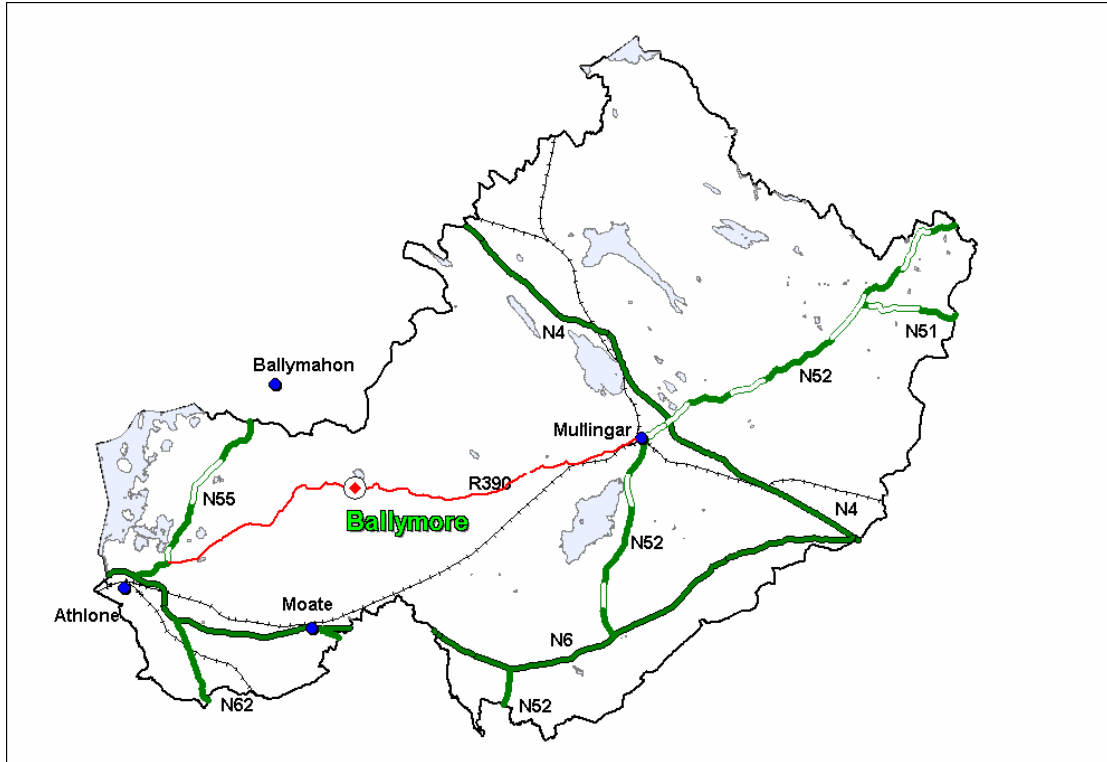 N4
N51
Ballymahon
N52
Mullingar
R390
N55
N4
Ballymore
N52
Moate
Athlone
N6
N62
N52